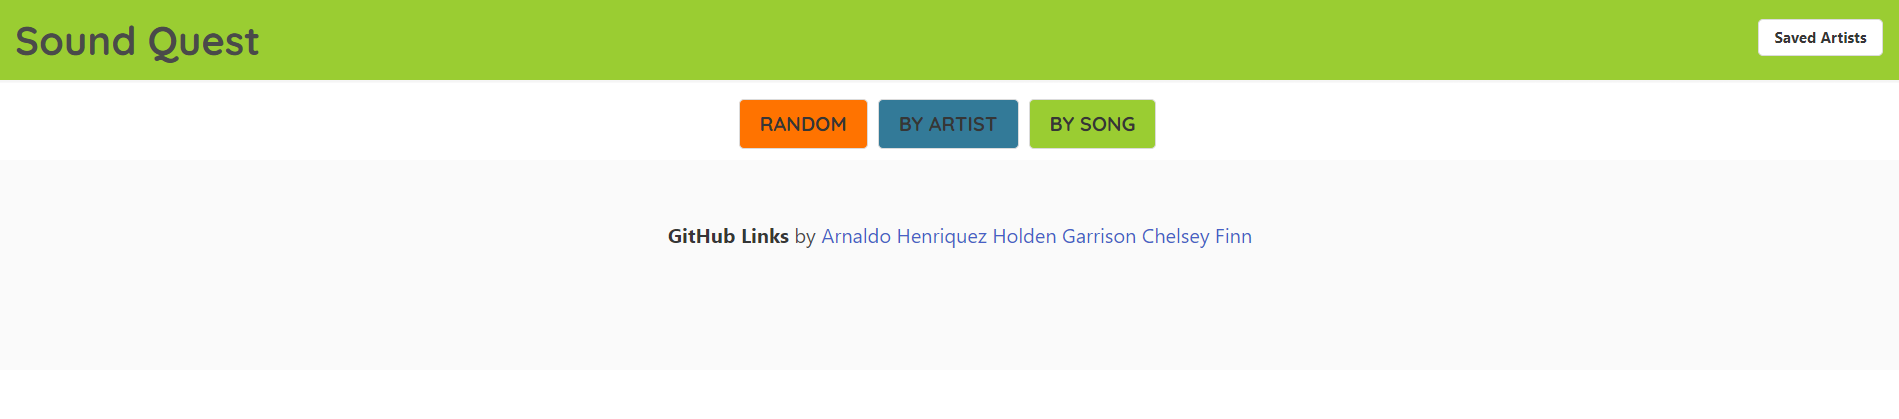 Sound Quest
Saved Artists
RANDOM BY ARTIST BY SONG
GitHub Links by Arnaldo Henriquez Holden Garrison Chelsey Finn